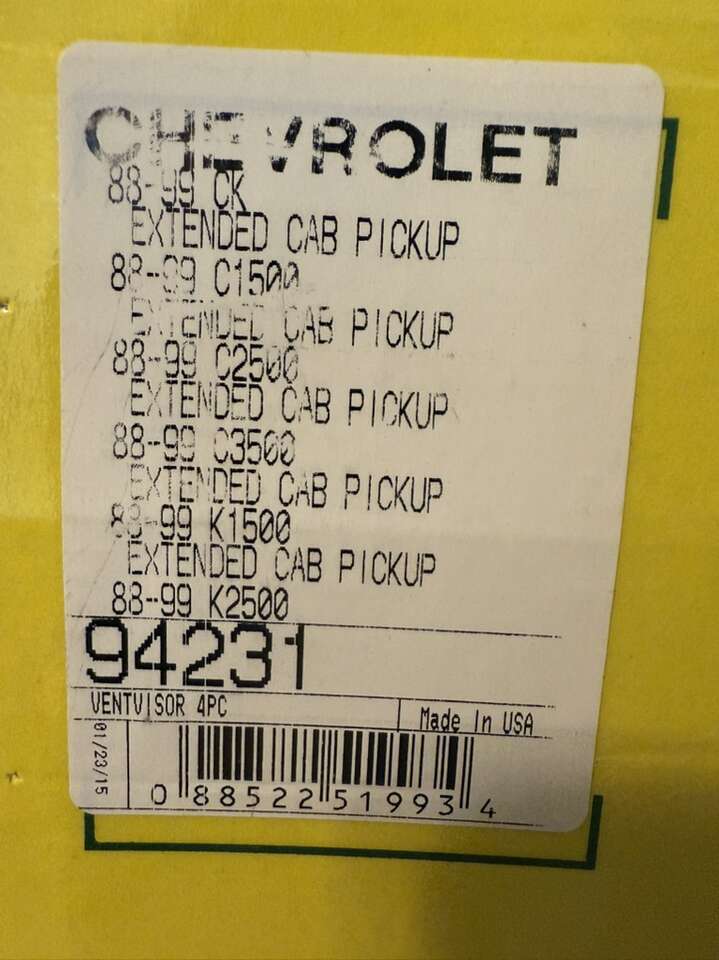 CHEVROLET
88-99 CK
EXTENDED CAB PICKUP
88-99 C1500
EXTENDED CAB PICKUP
88-99 C2500
EXTENDED CAB PICKUP
88-99 C3500
EXTENDED CAB PICKUP
88-99 K1500
EXTENDED CAB PICKUP
88-99 K2500
94231
VENTVISOR 4PC
Made In USA
01/23/15
0 88522 51993 4